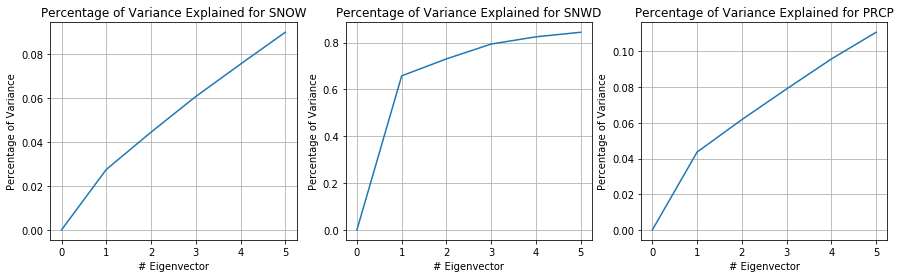 Percentage of Variance Explained for SNOW
Percentage of Variance
0.08
0.06
0.04
0.02
0.00
0 1 2 3 4 5
# Eigenvector
Percentage of Variance Explained for SNWD
Percentage of Variance
0.8
0.6
0.4
0.2
0.0
0 1 2 3 4 5
# Eigenvector
Percentage of Variance Explained for PRCP
Percentage of Variance
0.10
0.08
0.06
0.04
0.02
0.00
0 1 2 3 4 5
# Eigenvector